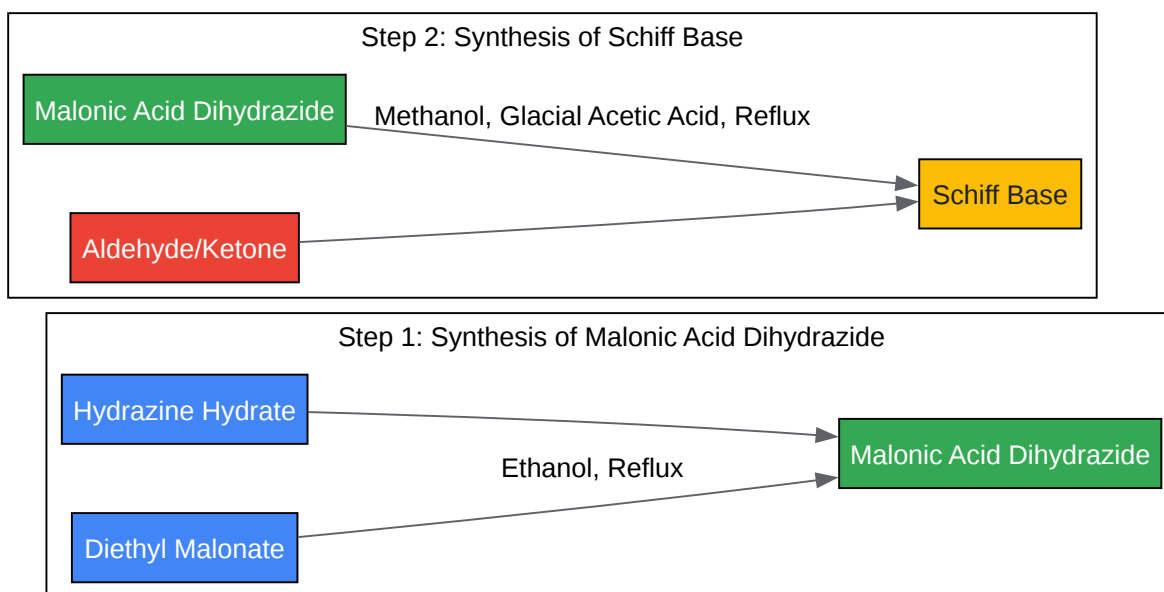 Step 2: Synthesis of Schiff Base
Malonic Acid Dihydrazide
Methanol, Glacial Acetic Acid, Reflux
Schiff Base
Aldehyde/Ketone
Step 1: Synthesis of Malonic Acid Dihydrazide
Hydrazine Hydrate
Malonic Acid Dihydrazide
Ethanol, Reflux
Diethyl Malonate